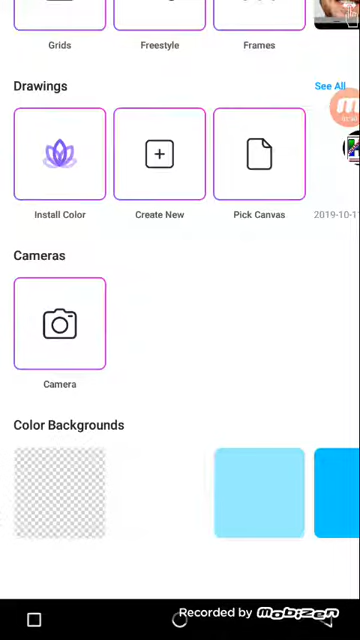 Grids
Freestyle
Frames
Drawings
See All
Install Color
Create New
Pick Canvas
2019-10-1
Cameras
Camera
Color Backgrounds
Recorded by MOBIZEN